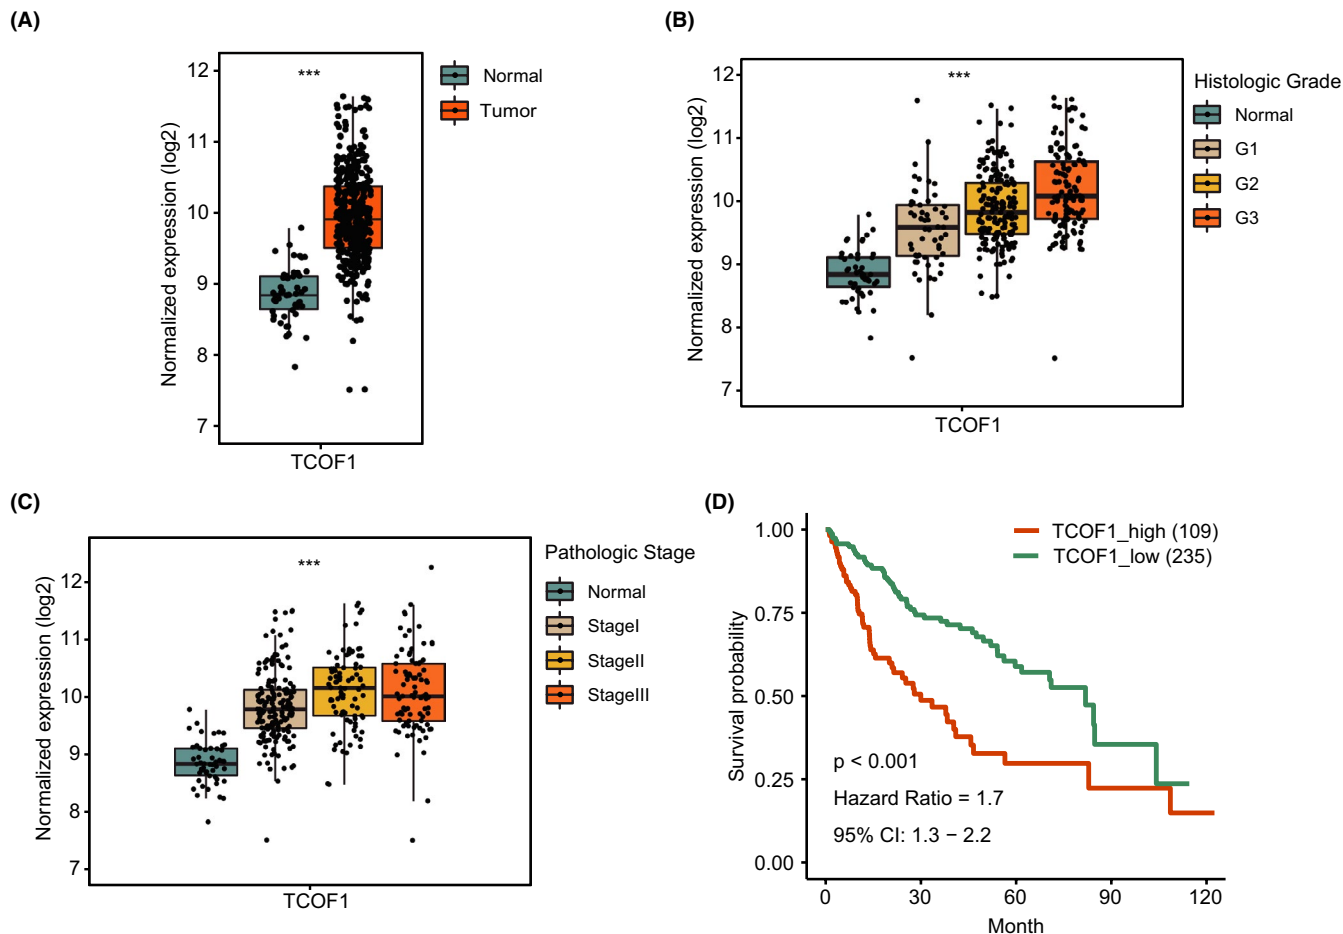 (A)
Normalized expression (log2)
12
11
10
9
8
7
***
TCOF1
Normal
Tumor
(B)
Normalized expression (log2)
12
11
10
9
8
7
***
TCOF1
Histologic Grade
Normal
G1
G2
G3
(C)
Normalized expression (log2)
12
11
10
9
8
7
***
TCOF1
Pathologic Stage
Normal
StageI
StageII
StageIII
(D)
Survival probability
1.00
0.75
0.50
0.25
0.00
TCOF1_high (109)
TCOF1_low (235)
p < 0.001
Hazard Ratio = 1.7
95% CI: 1.3 − 2.2
0
30
60
90
120
Month